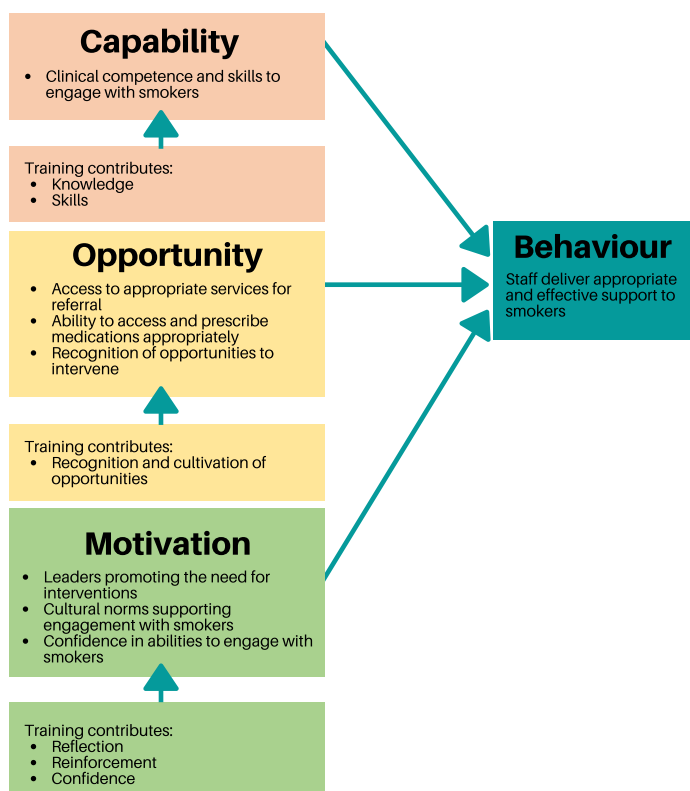 Capability
• Clinical competence and skills to
engage with smokers
Training contributes:
• Knowledge
• Skills
Opportunity
• Access to appropriate services for
referral
• Ability to access and prescribe
medications appropriately
• Recognition of opportunities to
intervene
Training contributes:
• Recognition and cultivation of
opportunities
Motivation
• Leaders promoting the need for
interventions
• Cultural norms supporting
engagement with smokers
• Confidence in abilities to engage with
smokers
Training contributes:
• Reflection
• Reinforcement
• Confidence
Behaviour
Staff deliver appropriate
and effective support to
smokers